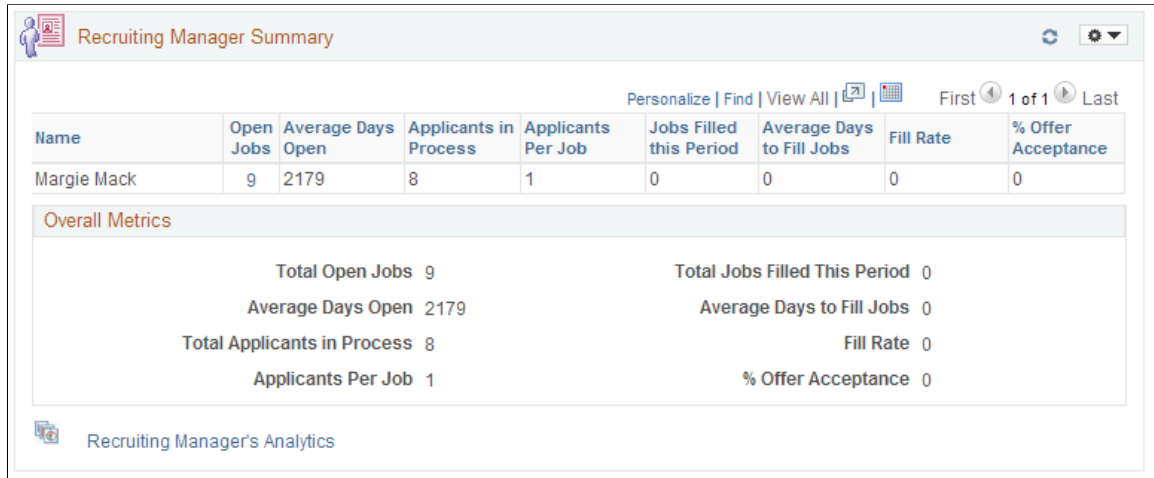 Recruiting Manager Summary
Personalize | Find | View All | | First 1 of 1 Last
Name Open Jobs Average Days Open Applicants in Process Applicants Per Job Jobs Filled this Period Average Days to Fill Jobs Fill Rate % Offer Acceptance
Margie Mack 9 2179 8 1 0 0 0 0
Overall Metrics
Total Open Jobs 9 Total Jobs Filled This Period 0
Average Days Open 2179 Average Days to Fill Jobs 0
Total Applicants in Process 8 Fill Rate 0
Applicants Per Job 1 % Offer Acceptance 0
Recruiting Manager's Analytics